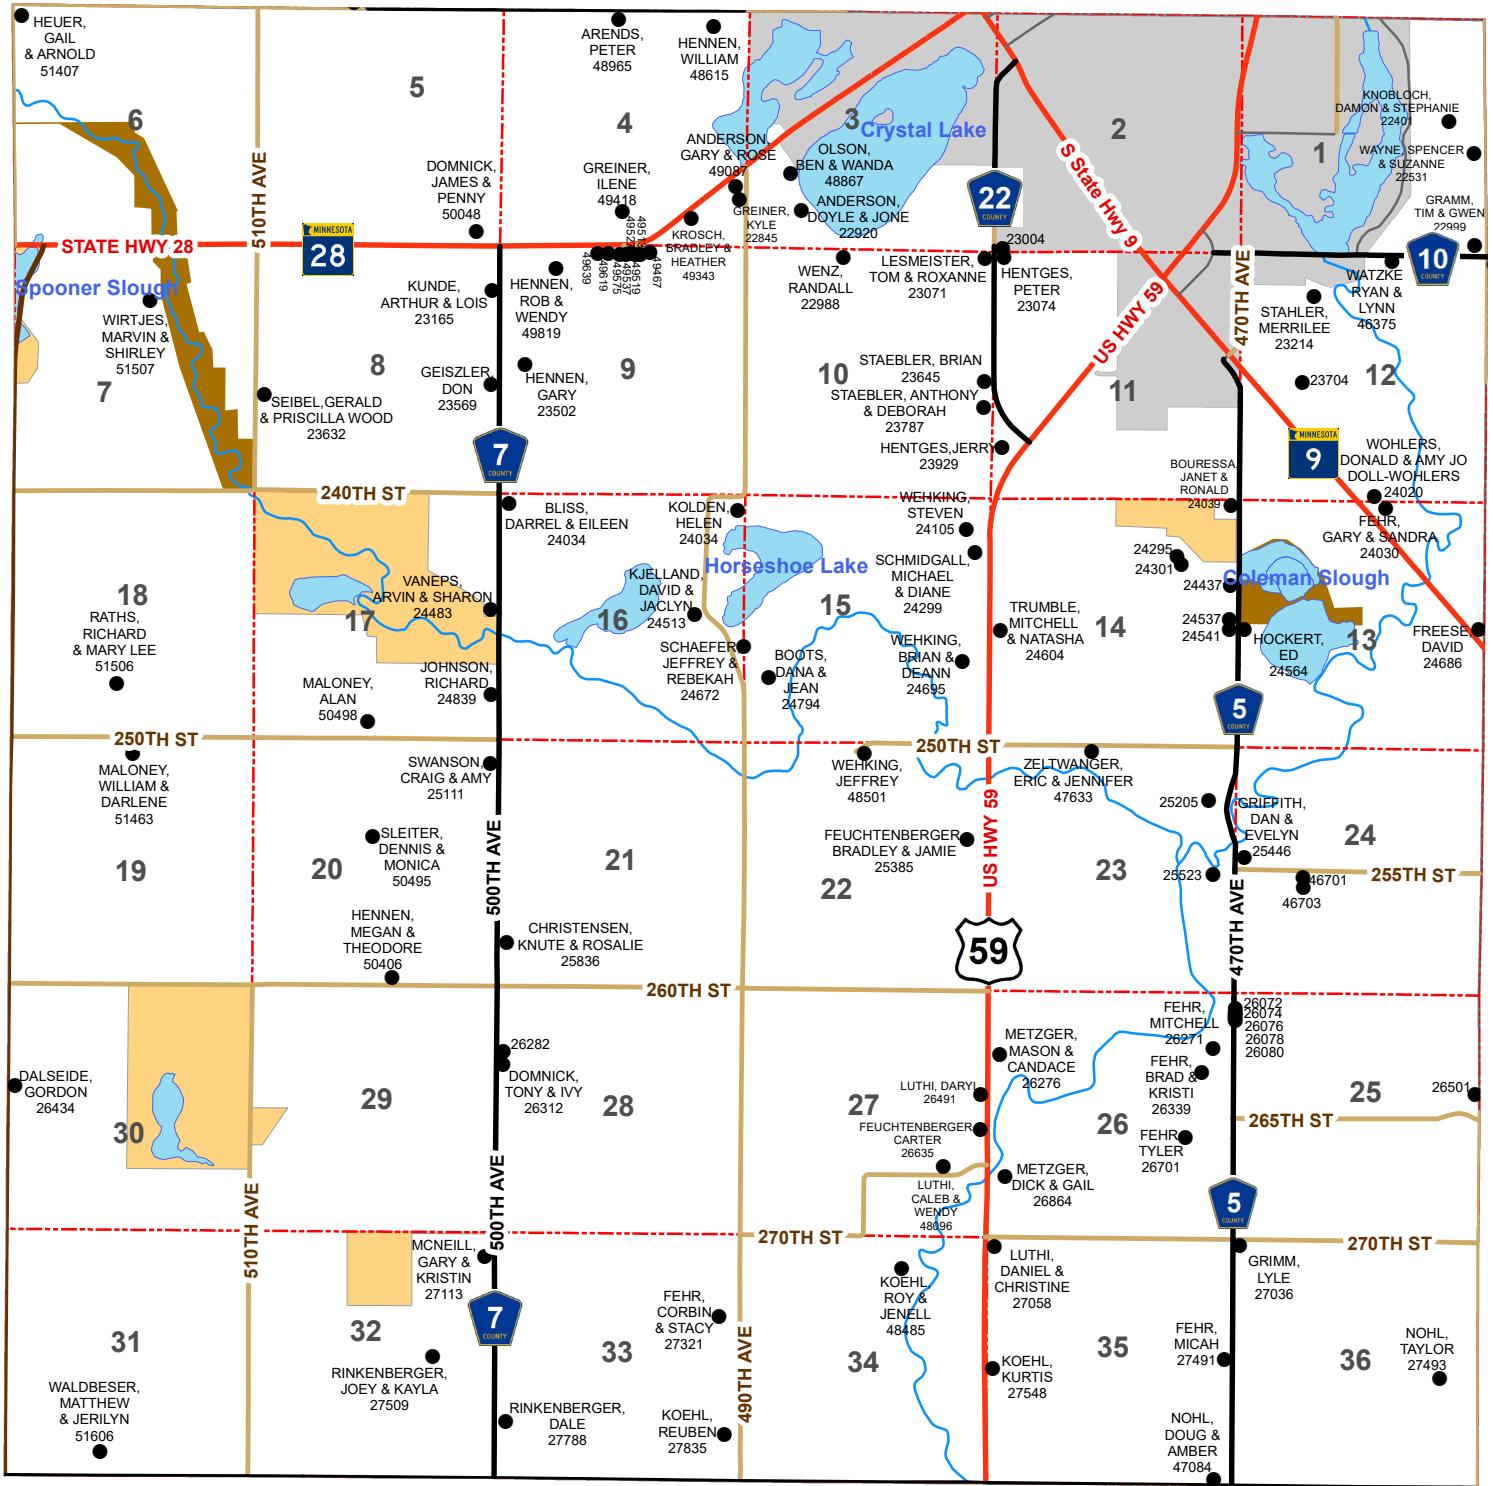 HEUER,
GAIL
& ARNOLD
51407
6
5
ARENDS,
PETER
48965
HENNEN,
WILLIAM
48615
4
3
Crystal Lake
2
1
KNOBLOCH,
DAMON & STEPHANIE
22401
WAYNE, SPENCER
& SUZANNE
22531
GRAMM,
TIM & GWEN
22999
510TH AVE
DOMNICK,
JAMES &
PENNY
50048
GREINER,
ILENE
49418
ANDERSON,
GARY & ROSE
49087
OLSON,
BEN & WANDA
48867
GREINER,
KYLE
22845
ANDERSON,
DOYLE & JONE
22920
KROSCH,
BRADLEY &
HEATHER
49343
22
COUNTY
S State Hwy 9
STATE HWY 28
MINNESOTA
28
49639
49619
49575
49537
49519
49467
23004
10
COUNTY
Spooner Slough
WIRTJES,
MARVIN &
SHIRLEY
51507
KUNDE,
ARTHUR & LOIS
23165
HENNEN,
ROB &
WENDY
49819
WENZ,
RANDALL
22988
LESMEISTER,
TOM & ROXANNE
23071
HENTGES,
PETER
23074
US HWY 59
470TH AVE
STAHLER,
MERRILEE
23214
WATZKE
RYAN &
LYNN
46375
7
8
9
10
11
12
GEISZLER,
DON
23569
HENNEN,
GARY
23502
STAEBLER, BRIAN
23645
STAEBLER, ANTHONY
& DEBORAH
23787
HENTGES,JERRY
23929
23704
SEIBEL,GERALD
& PRISCILLA WOOD
23632
7
COUNTY
MINNESOTA
9
BOURESSA,
JANET &
RONALD
24039
WOHLERS,
DONALD & AMY JO
DOLL-WOHLERS
24020
240TH ST
BLISS,
DARREL & EILEEN
24034
KOLDEN,
HELEN
24034
WEHKING,
STEVEN
24105
FEHR,
GARY & SANDRA
24030
Horseshoe Lake
SCHMIDGALL,
MICHAEL
& DIANE
24299
24295
24301
24437
Coleman Slough
18
RATHS,
RICHARD
& MARY LEE
51506
VANEPS,
ARVIN & SHARON
24483
17
16
KJELLAND,
DAVID &
JACLYN
24513
15
TRUMBLE,
MITCHELL
& NATASHA
24604
14
24537
24541
HOCKERT,
ED
24564
13
FREESE,
DAVID
24686
MALONEY,
ALAN
50498
JOHNSON,
RICHARD
24839
SCHAEFER,
JEFFREY &
REBEKAH
24672
BOOTS,
DANA &
JEAN
24794
WEHKING,
BRIAN &
DEANN
24695
5
COUNTY
250TH ST
250TH ST
MALONEY,
WILLIAM &
DARLENE
51463
SWANSON,
CRAIG & AMY
25111
WEHKING,
JEFFREY
48501
ZELTWANGER,
ERIC & JENNIFER
47633
US HWY 59
25205
GRIFFITH,
DAN &
EVELYN
25446
19
20
SLEITER,
DENNIS &
MONICA
50495
500TH AVE
21
FEUCHTENBERGER
BRADLEY & JAMIE
25385
22
23
24
25523
46701
46703
255TH ST
HENNEN,
MEGAN &
THEODORE
50406
CHRISTENSEN,
KNUTE & ROSALIE
25836
59
470TH AVE
260TH ST
FEHR,
MITCHELL
26271
26072
26074
26076
26078
26080
26282
DOMNICK,
TONY & IVY
26312
METZGER,
MASON &
CANDACE
26276
FEHR,
BRAD &
KRISTI
26339
DALSEIDE,
GORDON
26434
30
29
28
27
LUTHI, DARYL
26491
FEUCHTENBERGER
CARTER
26635
26
FEHR,
TYLER
26701
25
26501
265TH ST
510TH AVE
500TH AVE
LUTHI,
CALEB &
WENDY
48096
METZGER,
DICK & GAIL
26864
5
COUNTY
270TH ST
270TH ST
MCNEILL,
GARY &
KRISTIN
27113
KOEHL,
ROY &
JENELL
48485
LUTHI,
DANIEL &
CHRISTINE
27058
GRIMM,
LYLE
27036
7
COUNTY
FEHR,
CORBIN
& STACY
27321
31
32
33
34
35
36
490TH AVE
FEHR,
MICAH
27491
NOHL,
TAYLOR
27493
WALDBESER,
MATTHEW
& JERILYN
51606
RINKENBERGER,
JOEY & KAYLA
27509
KOEHL,
KURTIS
27548
RINKENBERGER,
DALE
27788
KOEHL,
REUBEN
27835
NOHL,
DOUG &
AMBER
47084